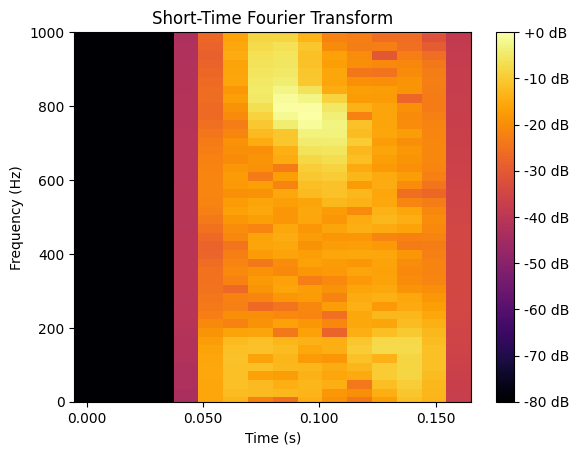 Short-Time Fourier Transform
1000
800
600
400
200
0
Frequency (Hz)
0.000
0.050
0.100
0.150
Time (s)
+0 dB
-10 dB
-20 dB
-30 dB
-40 dB
-50 dB
-60 dB
-70 dB
-80 dB